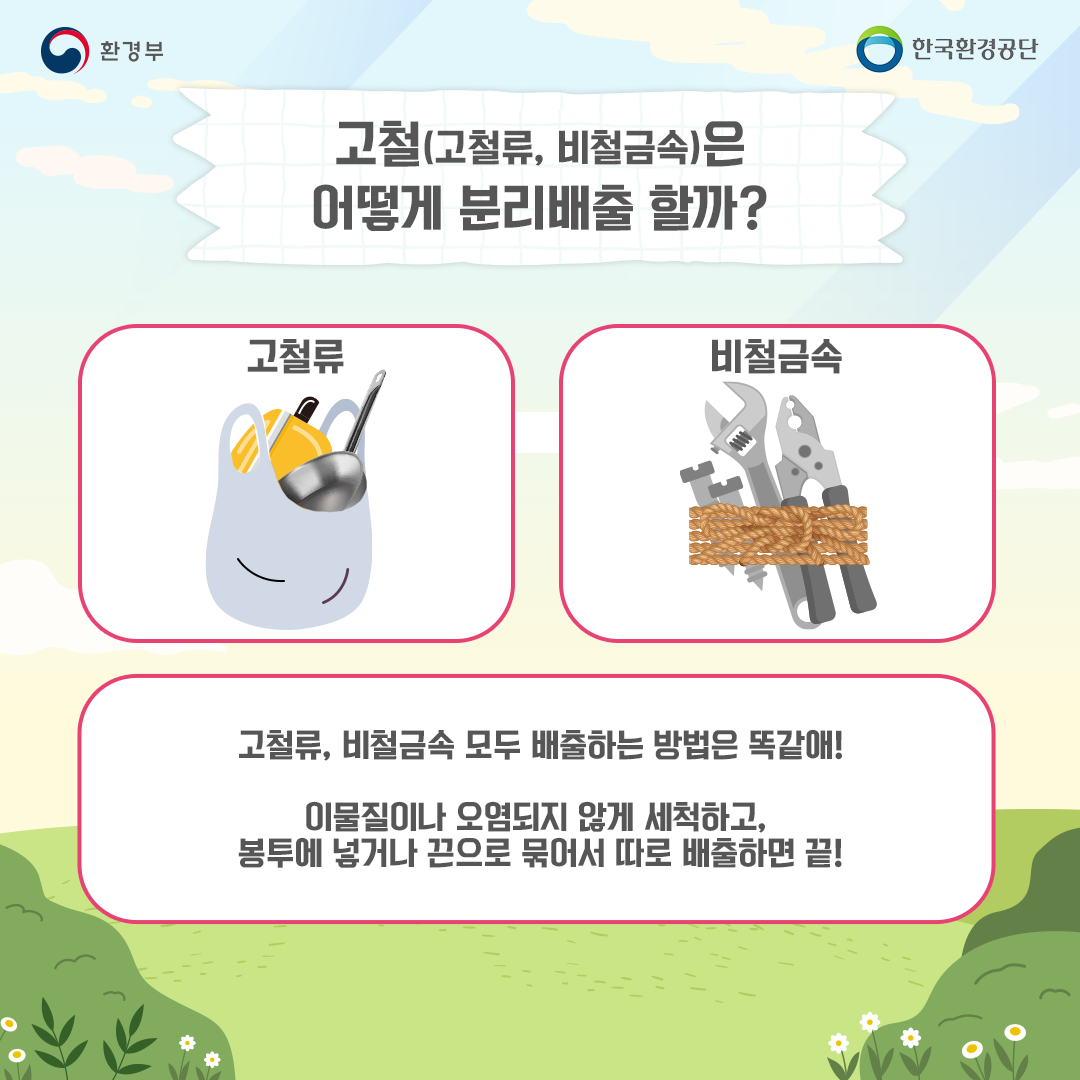 환경부
한국환경공단
고철(고철류, 비철금속)은
어떻게 분리배출 할까?
고철류
비철금속
고철류, 비철금속 모두 배출하는 방법은 똑같애!
이물질이나 오염되지 않게 세척하고,
봉투에 넣거나 끈으로 묶어서 따로 배출하면 끝!